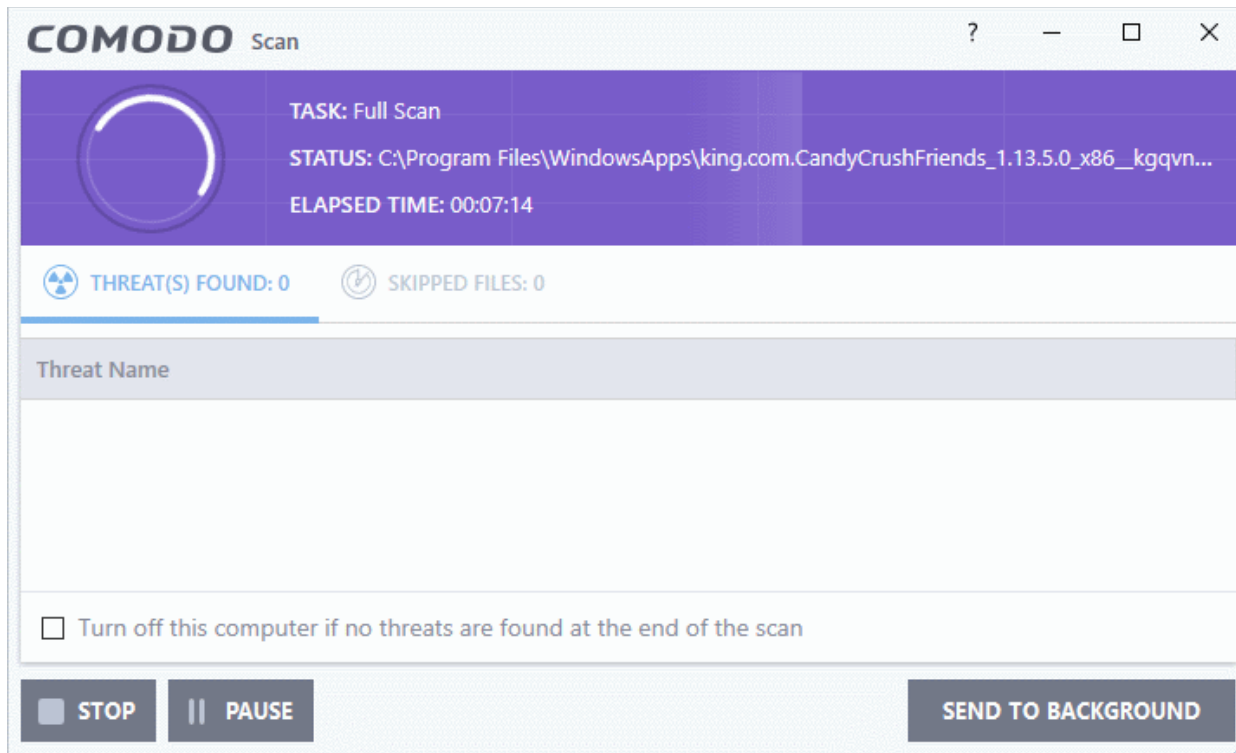 COMODO Scan ?
TASK: Full Scan
STATUS: C:\Program Files\WindowsApps\king.com.CandyCrushFriends_1.13.5.0_x86__kgqvn...
ELAPSED TIME: 00:07:14
THREAT(S) FOUND: 0 SKIPPED FILES: 0
Threat Name
Turn off this computer if no threats are found at the end of the scan
STOP PAUSE SEND TO BACKGROUND